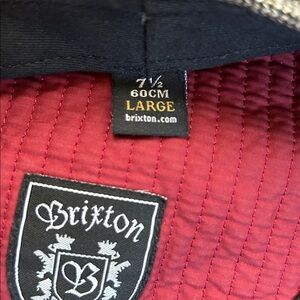 7 1/2
60CM
LARGE
brixton.com
Brixton
B